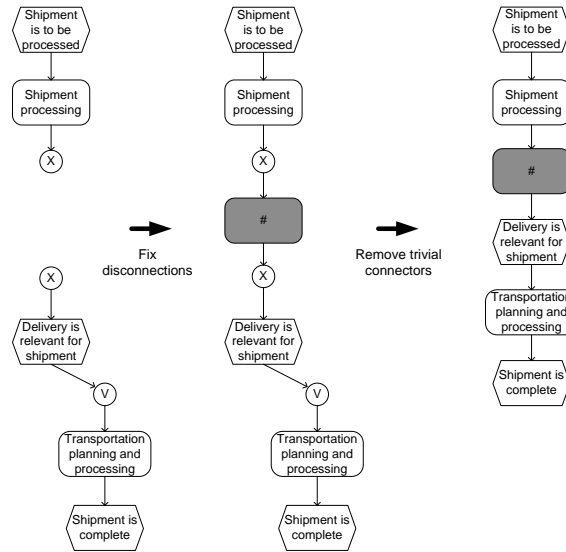 Shipment
is to be
processed
Shipment
processing
X
X
Delivery is
relevant for
shipment
V
Transportation
planning and
processing
Shipment is
complete
Fix
disconnections
Shipment
is to be
processed
Shipment
processing
X
#
X
Delivery is
relevant for
shipment
V
Transportation
planning and
processing
Shipment is
complete
Remove trivial
connectors
Shipment
is to be
processed
Shipment
processing
#
Delivery is
relevant for
shipment
Transportation
planning and
processing
Shipment is
complete